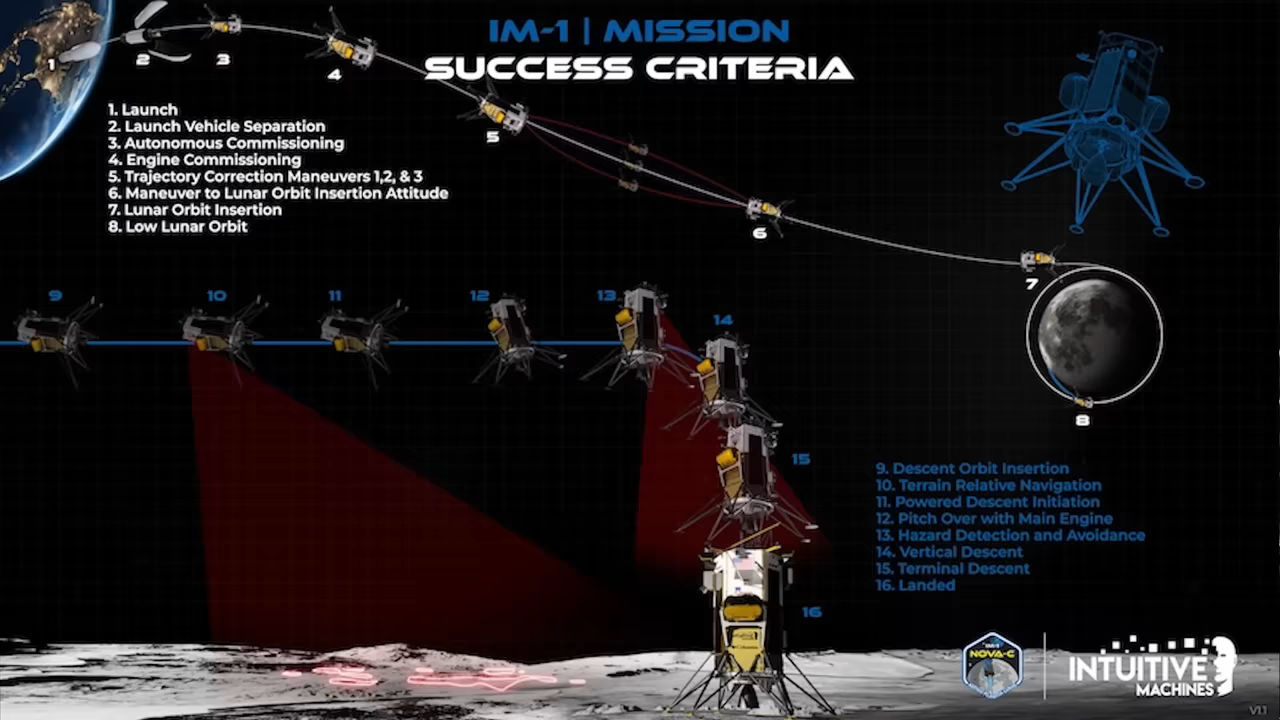 IM-1 | MISSION
SUCCESS CRITERIA
1
2
3
4
5
6
7
8
1. Launch
2. Launch Vehicle Separation
3. Autonomous Commissioning
4. Engine Commissioning
5. Trajectory Correction Maneuvers 1,2, & 3
6. Maneuver to Lunar Orbit Insertion Attitude
7. Lunar Orbit Insertion
8. Low Lunar Orbit
9
10
11
12
13
14
15
16
9. Descent Orbit Insertion
10. Terrain Relative Navigation
11. Powered Descent Initiation
12. Pitch Over with Main Engine
13. Hazard Detection and Avoidance
14. Vertical Descent
15. Terminal Descent
16. Landed
IM-1
NOVA-C
INTUITIVE
MACHINES
V1.1